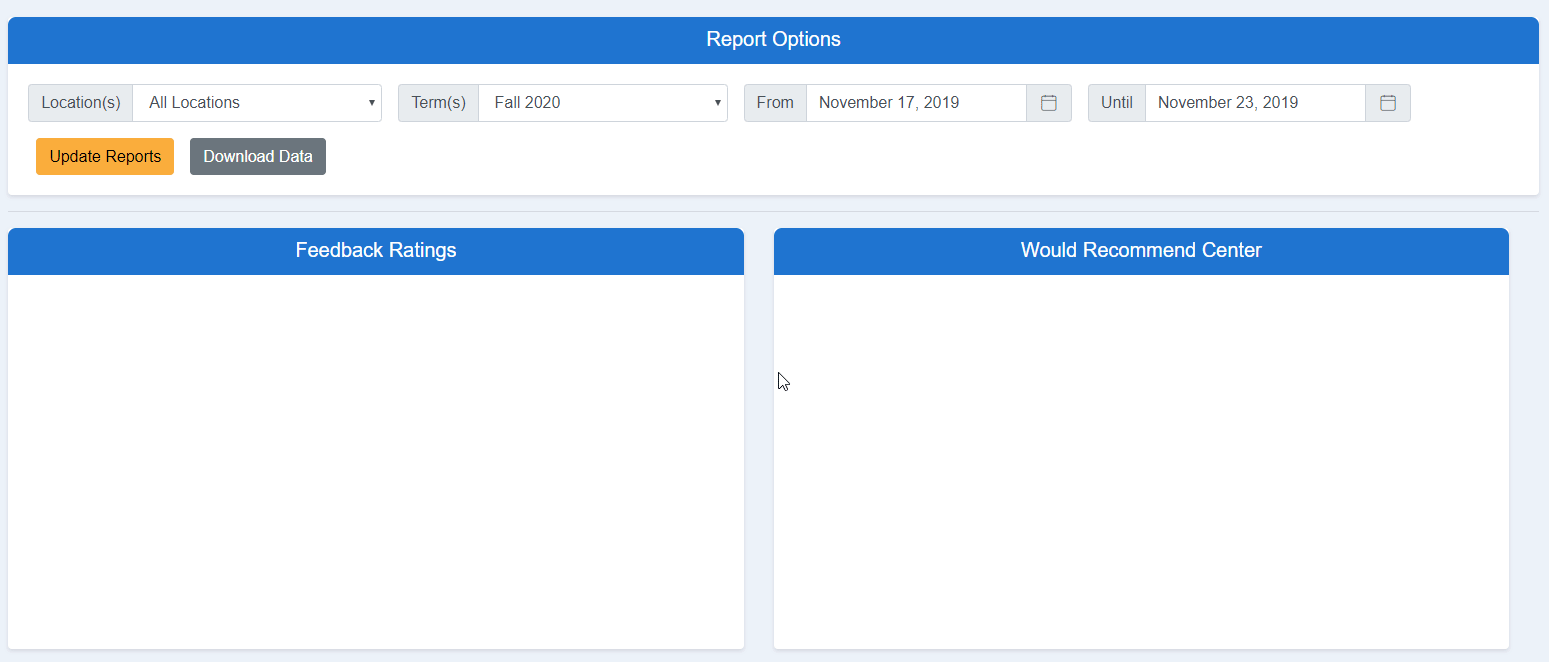 Report Options
Location(s) All Locations Term(s) Fall 2020 From November 17, 2019 Until November 23, 2019
Update Reports Download Data
Feedback Ratings Would Recommend Center